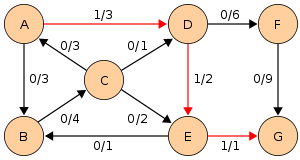 A 1/3 D 0/6 F
0/3 0/3 0/1
C 1/2 0/9
0/4 0/2
B 0/1 E 1/1 G